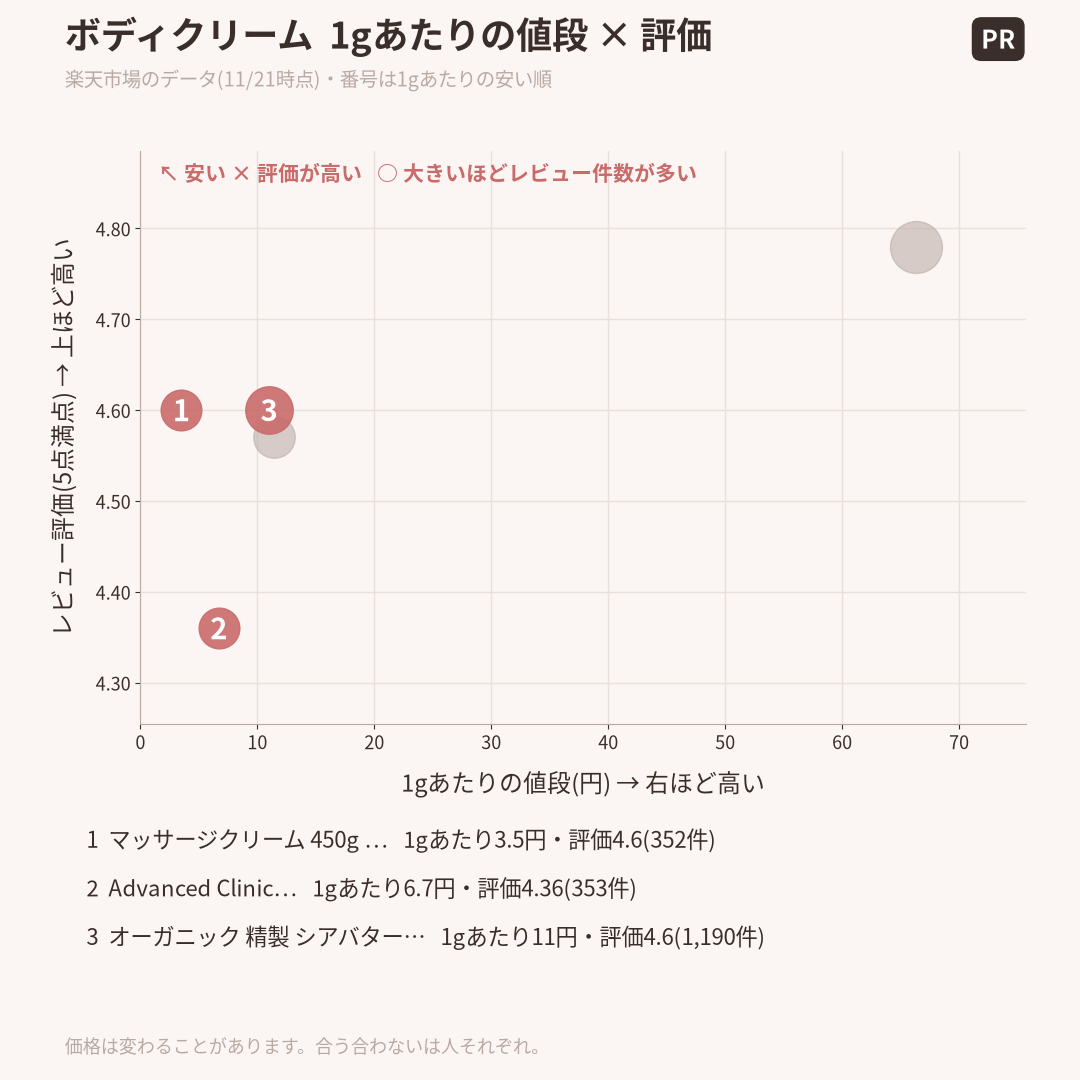 ボディクリーム 1gあたりの値段 × 評価
PR
楽天市場のデータ(11/21時点)・番号は1gあたりの安い順
↖ 安い × 評価が高い ○ 大きいほどレビュー件数が多い
レビュー評価(5点満点) → 上ほど高い
4.80
4.70
4.60
4.50
4.40
4.30
1
3
2
0 10 20 30 40 50 60 70
1gあたりの値段(円) → 右ほど高い
1 マッサージクリーム 450g … 1gあたり3.5円・評価4.6(352件)
2 Advanced Clinic… 1gあたり6.7円・評価4.36(353件)
3 オーガニック 精製 シアバター… 1gあたり11円・評価4.6(1,190件)
価格は変わることがあります。合う合わないは人それぞれ。